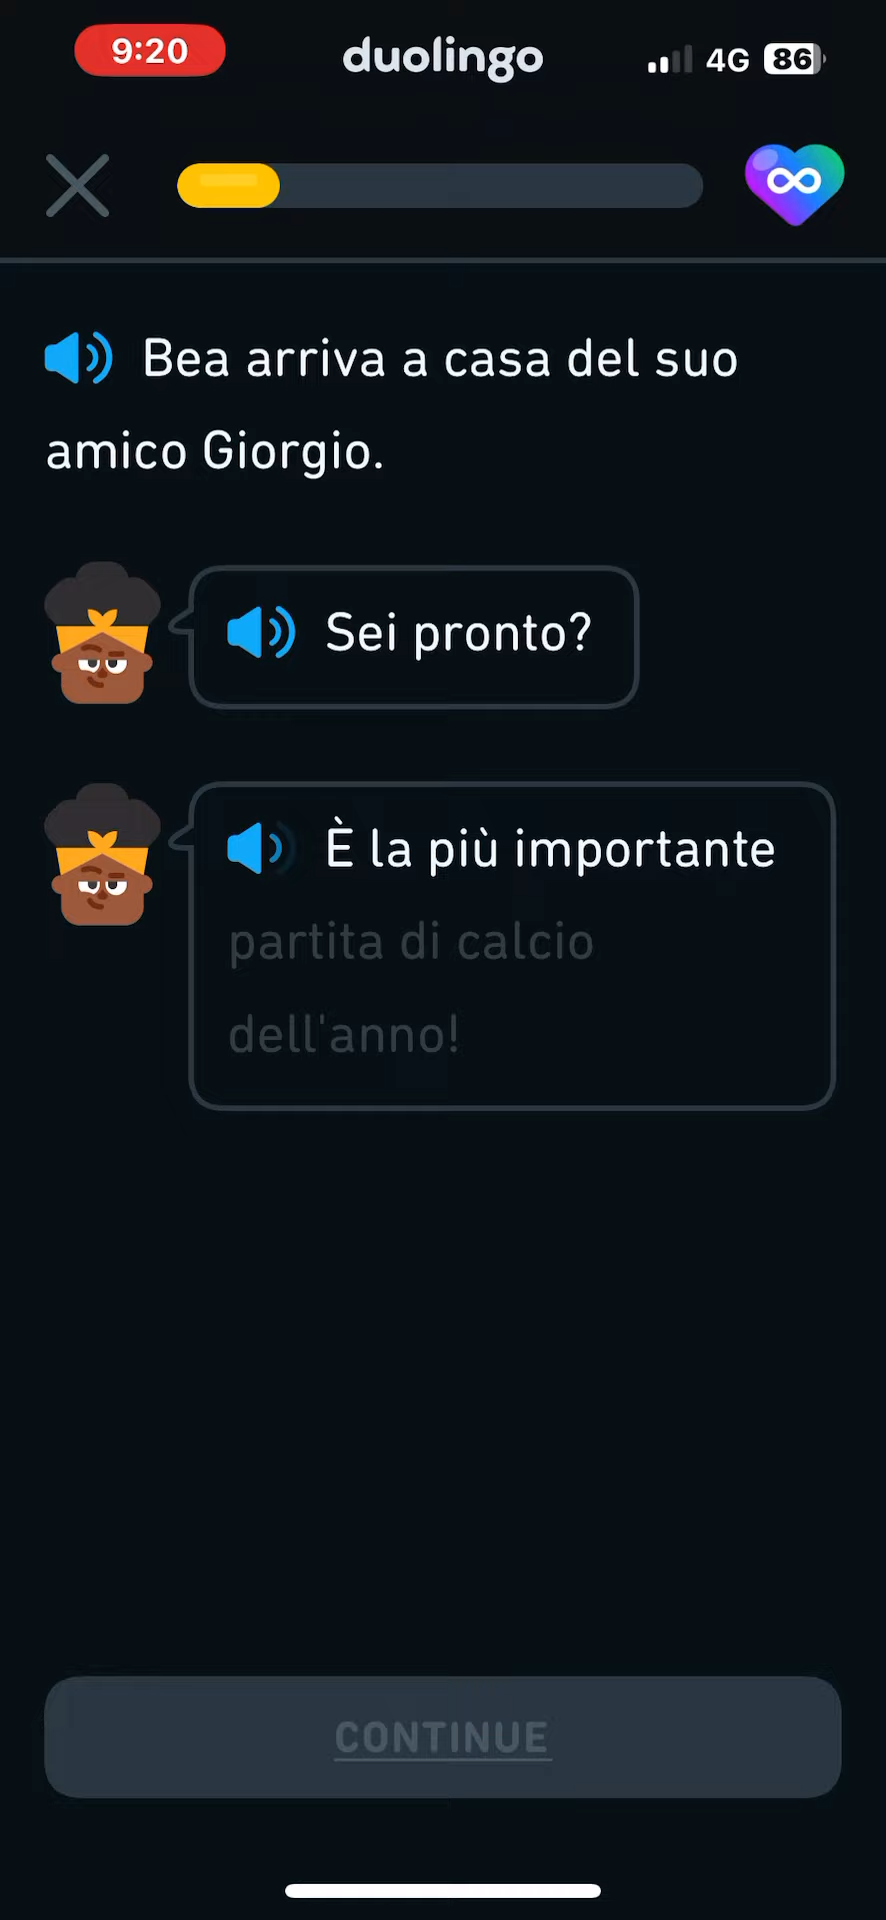 9:20
duolingo
4G
86
Bea arriva a casa del suo
amico Giorgio.
Sei pronto?
È la più importante
partita di calcio
dell'anno!
CONTINUE